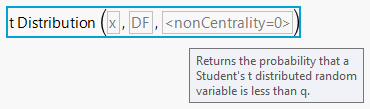 t Distribution ( x , DF , <nonCentrality=0> )
Returns the probability that a
Student's t distributed random
variable is less than q.